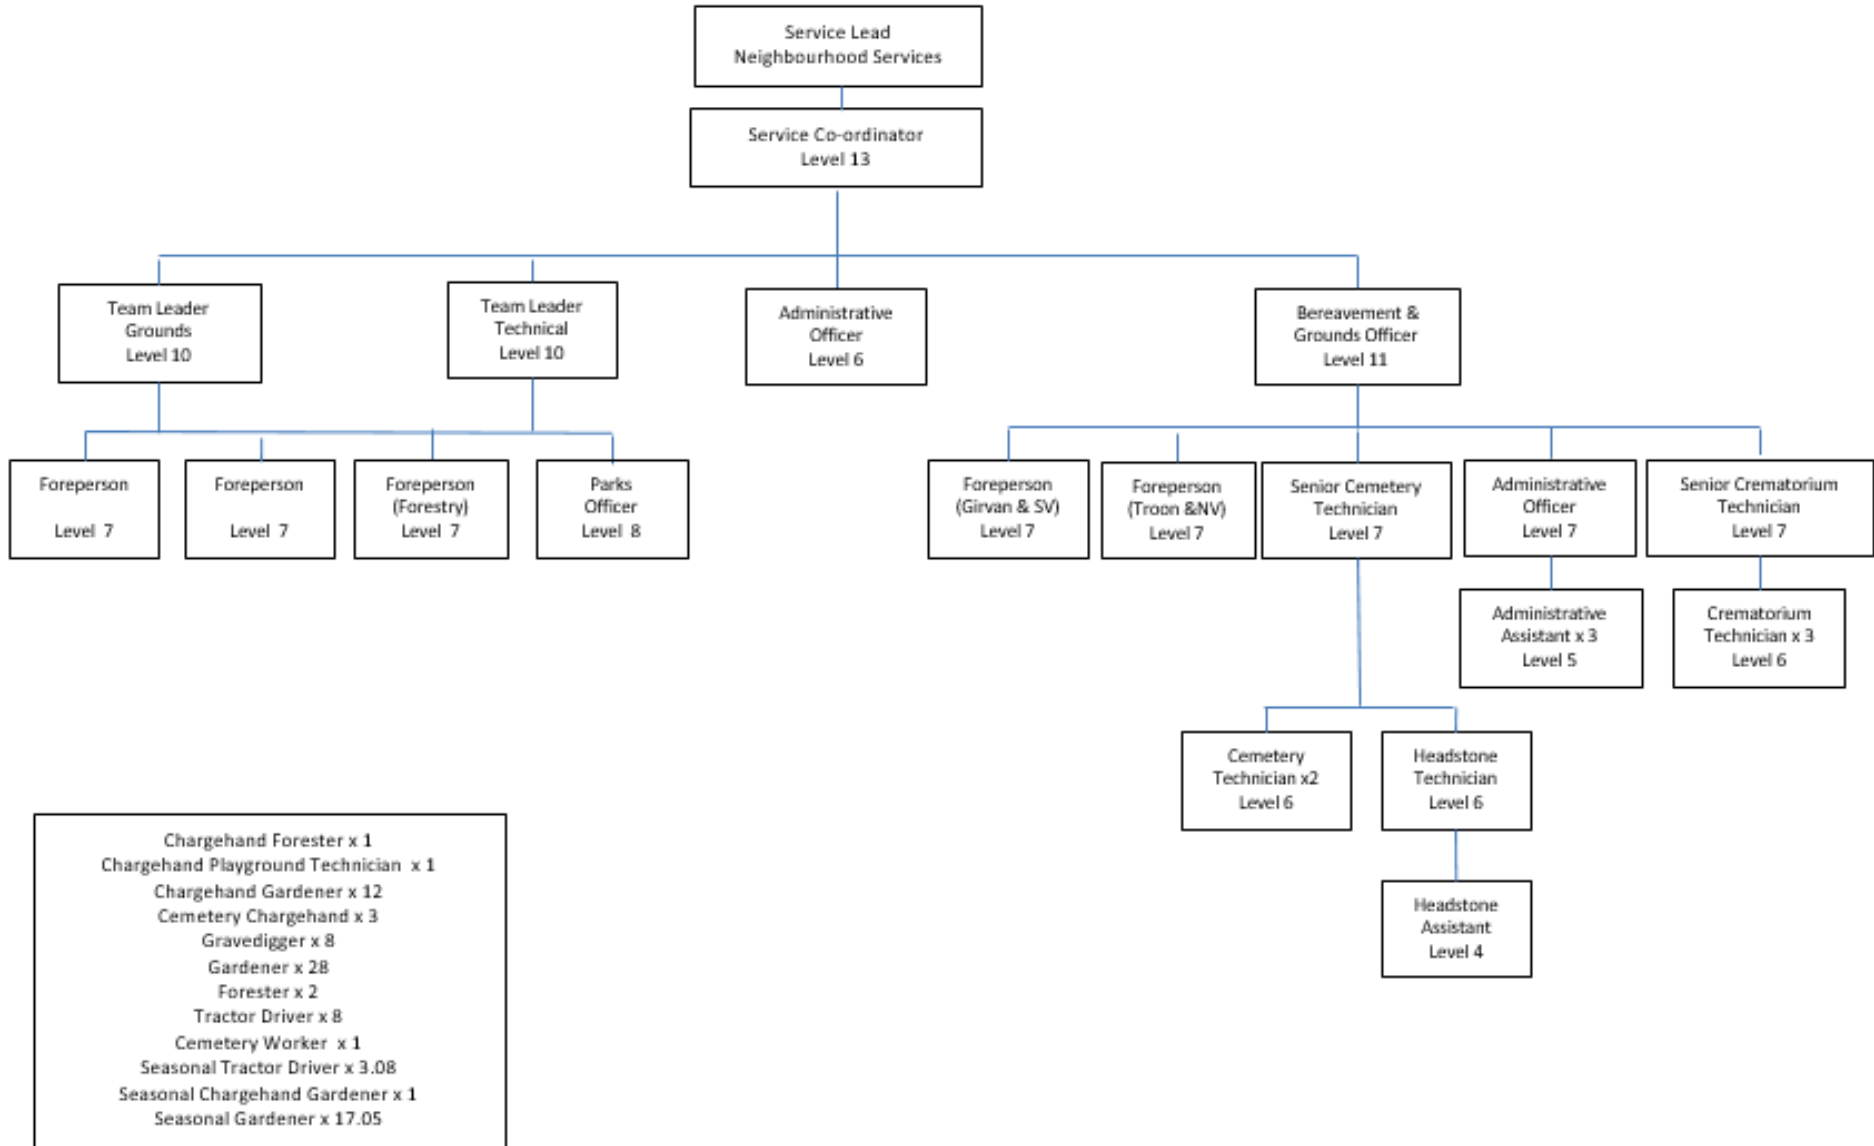 Service Lead
Neighbourhood Services
Service Co-ordinator
Level 13
Team Leader
Grounds
Level 10
Team Leader
Technical
Level 10
Administrative
Officer
Level 6
Bereavement &
Grounds Officer
Level 11
Foreperson
Level 7
Foreperson
Level 7
Foreperson
(Forestry)
Level 7
Parks
Officer
Level 8
Foreperson
(Girvan & SV)
Level 7
Foreperson
(Troon &NV)
Level 7
Senior Cemetery
Technician
Level 7
Administrative
Officer
Level 7
Senior Crematorium
Technician
Level 7
Administrative
Assistant x 3
Level 5
Crematorium
Technician x 3
Level 6
Cemetery
Technician x2
Level 6
Headstone
Technician
Level 6
Headstone
Assistant
Level 4
Chargehand Forester x 1
Chargehand Playground Technician x 1
Chargehand Gardener x 12
Cemetery Chargehand x 3
Gravedigger x 8
Gardener x 28
Forester x 2
Tractor Driver x 8
Cemetery Worker x 1
Seasonal Tractor Driver x 3.08
Seasonal Chargehand Gardener x 1
Seasonal Gardener x 17.05